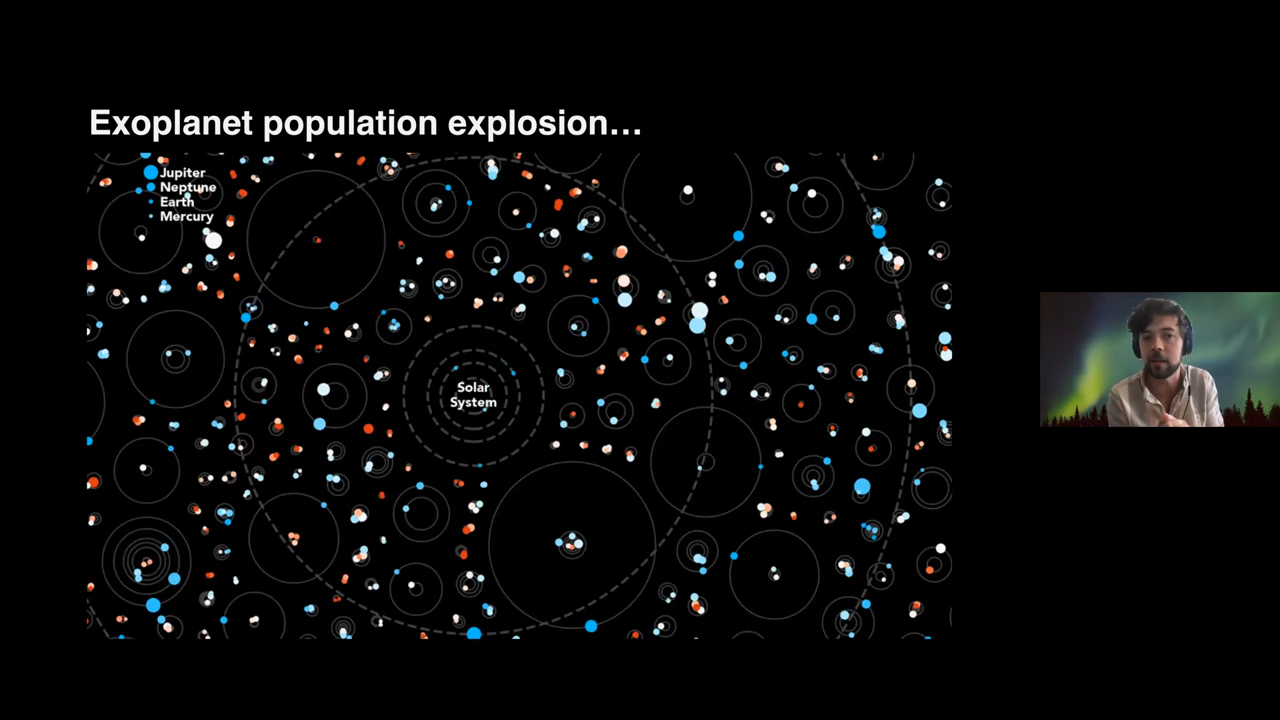 Exoplanet population explosion…
Jupiter
Neptune
Earth
Mercury
Solar
System